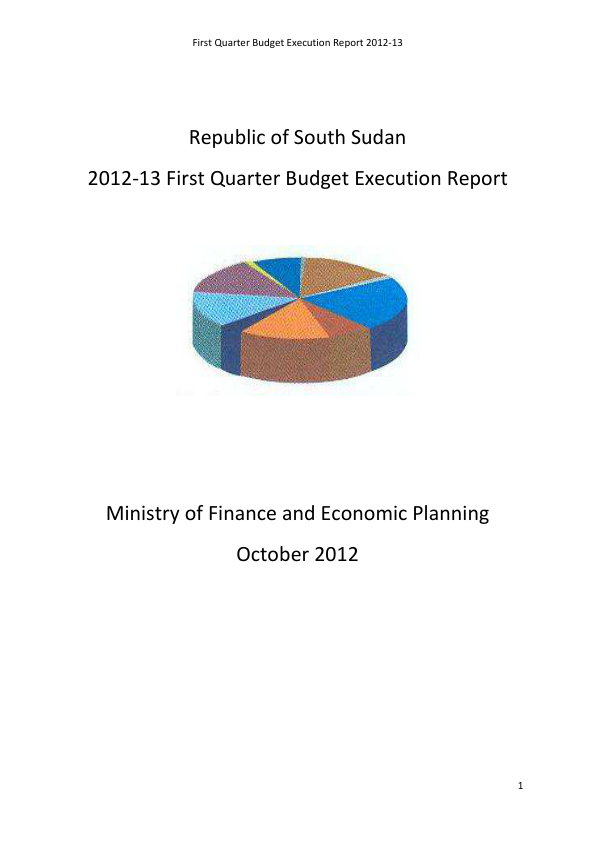 First Quarter Budget Execution Report 2012-13
Republic of South Sudan
2012-13 First Quarter Budget Execution Report
Ministry of Finance and Economic Planning
October 2012
1